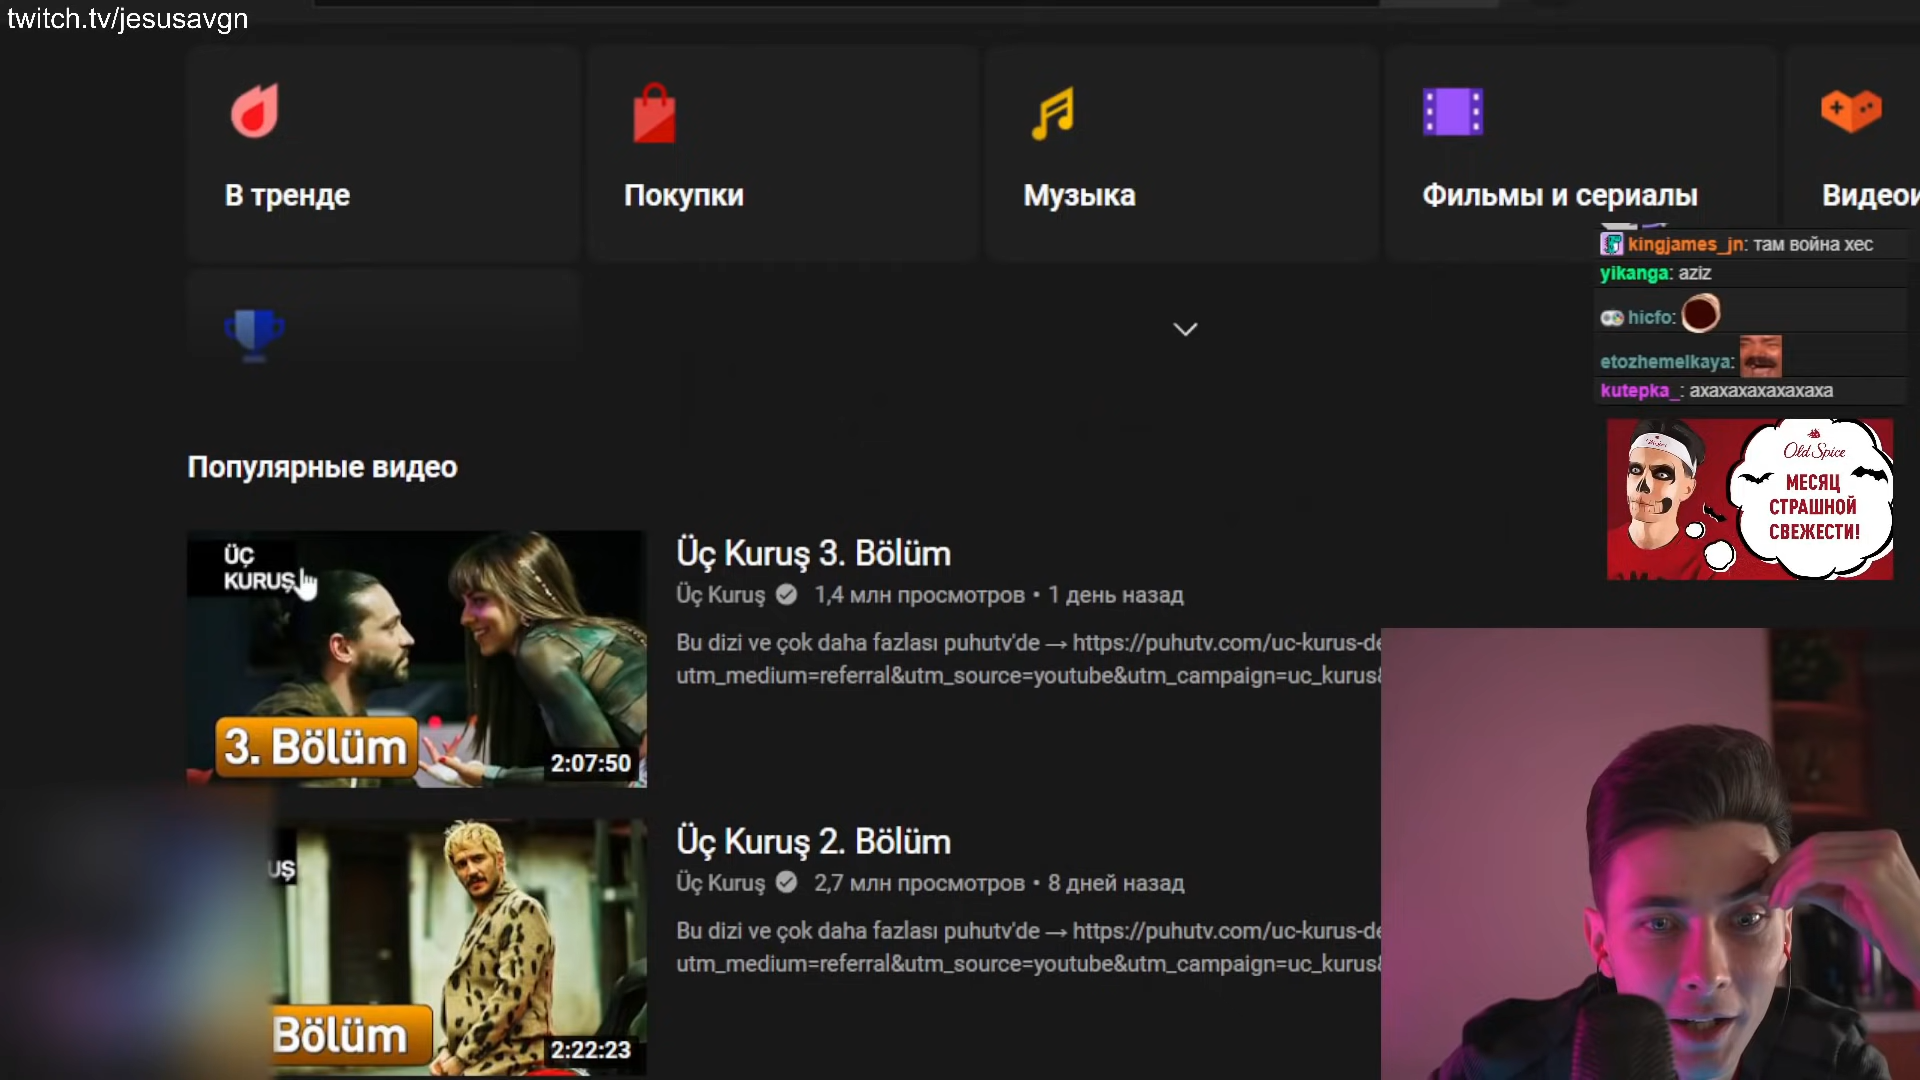 twitch.tv/jesusavgn
В тренде
Покупки
Музыка
Фильмы и сериалы
Видеои
kingjames_jn: там война хес
yikanga: aziz
hicfo:
etozhemelkaya:
kutepka_: ахахахахахахаха
Old Spice
МЕСЯЦ
СТРАШНОЙ
СВЕЖЕСТИ!
Популярные видео
ÜÇ
KURUŞ
3. Bölüm
2:07:50
Üç Kuruş 3. Bölüm
Üç Kuruş 1,4 млн просмотров • 1 день назад
Bu dizi ve çok daha fazlası puhutv'de → https://puhutv.com/uc-kurus-de
utm_medium=referral&utm_source=youtube&utm_campaign=uc_kurus&
UŞ
Bölüm
2:22:23
Üç Kuruş 2. Bölüm
Üç Kuruş 2,7 млн просмотров • 8 дней назад
Bu dizi ve çok daha fazlası puhutv'de → https://puhutv.com/uc-kurus-de
utm_medium=referral&utm_source=youtube&utm_campaign=uc_kurus&